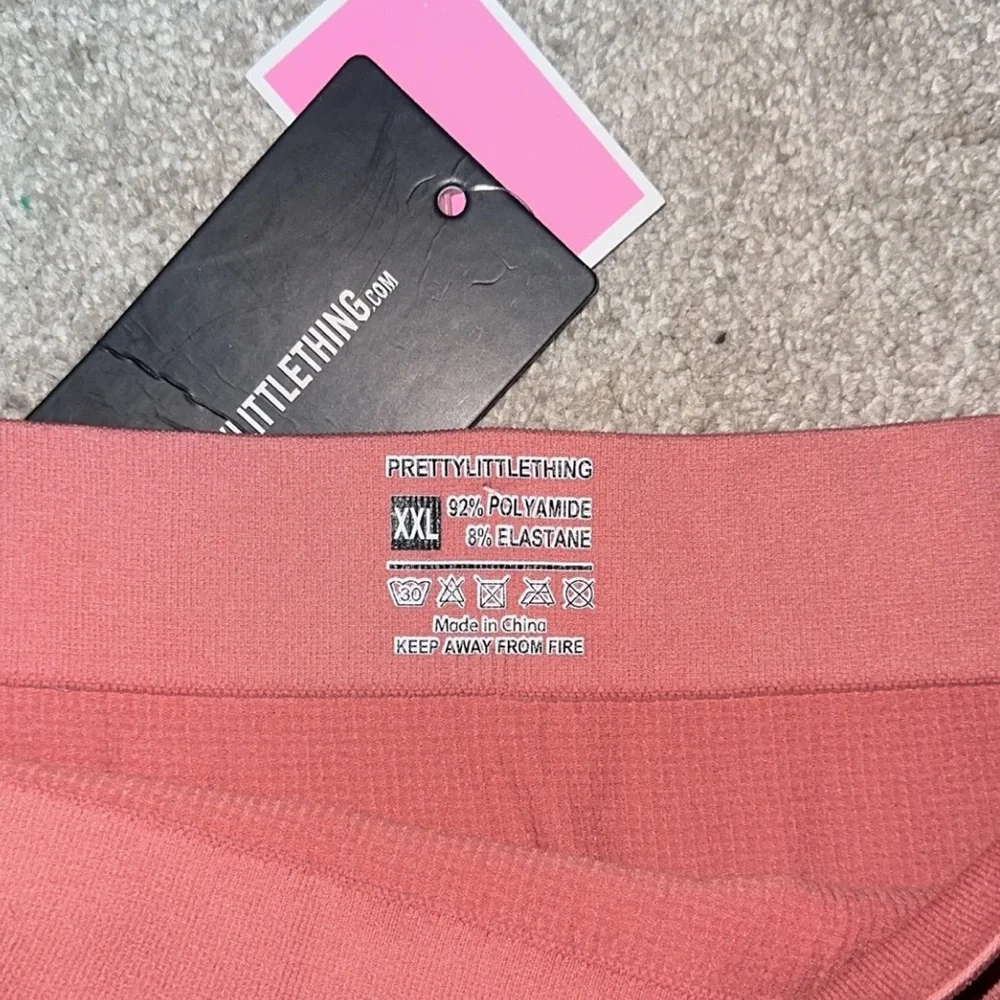 LITTLETHING.COM
PRETTYLITTLETHING
XXL 92% POLYAMIDE
8% ELASTANE
30
Made in China
KEEP AWAY FROM FIRE